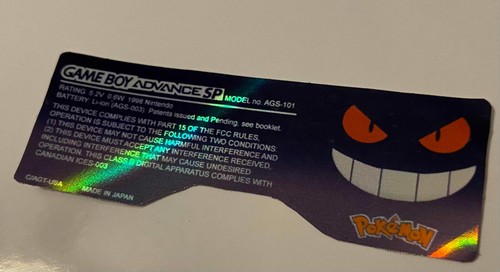 GAME BOY ADVANCE SP MODEL no. AGS-101
RATING 5.2V 0.6W 1998 Nintendo
BATTERY: Li-ion (AGS-003) Patents issued and Pending, see booklet.
THIS DEVICE COMPLIES WITH PART 15 OF THE FCC RULES,
OPERATION IS SUBJECT TO THE FOLLOWING TWO CONDITIONS:
(1) THIS DEVICE MAY NOT CAUSE HARMFUL INTERFERENCE AND
(2) THIS DEVICE MUST ACCEPT ANY INTERFERENCE RECEIVED,
INCLUDING INTERFERENCE THAT MAY CAUSE UNDESIRED
OPERATION. THIS CLASS B DIGITAL APPARATUS COMPLIES WITH
CANADIAN ICES-003
C/AGT-USA MADE IN JAPAN
POKéMON